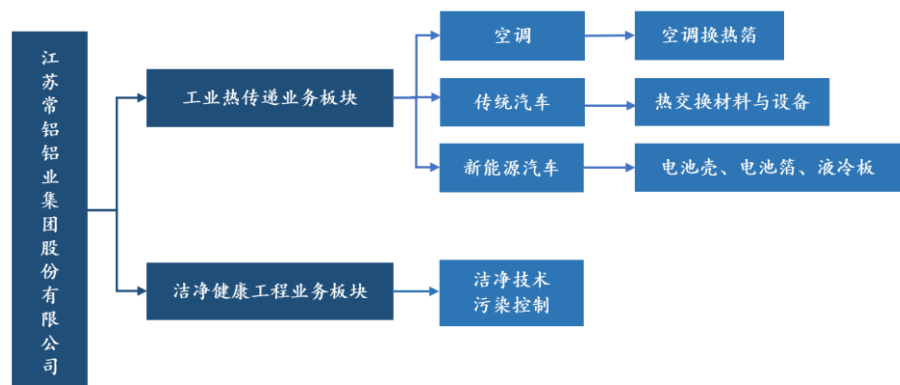 江苏常铝铝业集团股份有限公司
工业热传递业务板块
空调
空调换热箔
传统汽车
热交换材料与设备
新能源汽车
电池壳、电池箔、液冷板
洁净健康工程业务板块
洁净技术
污染控制